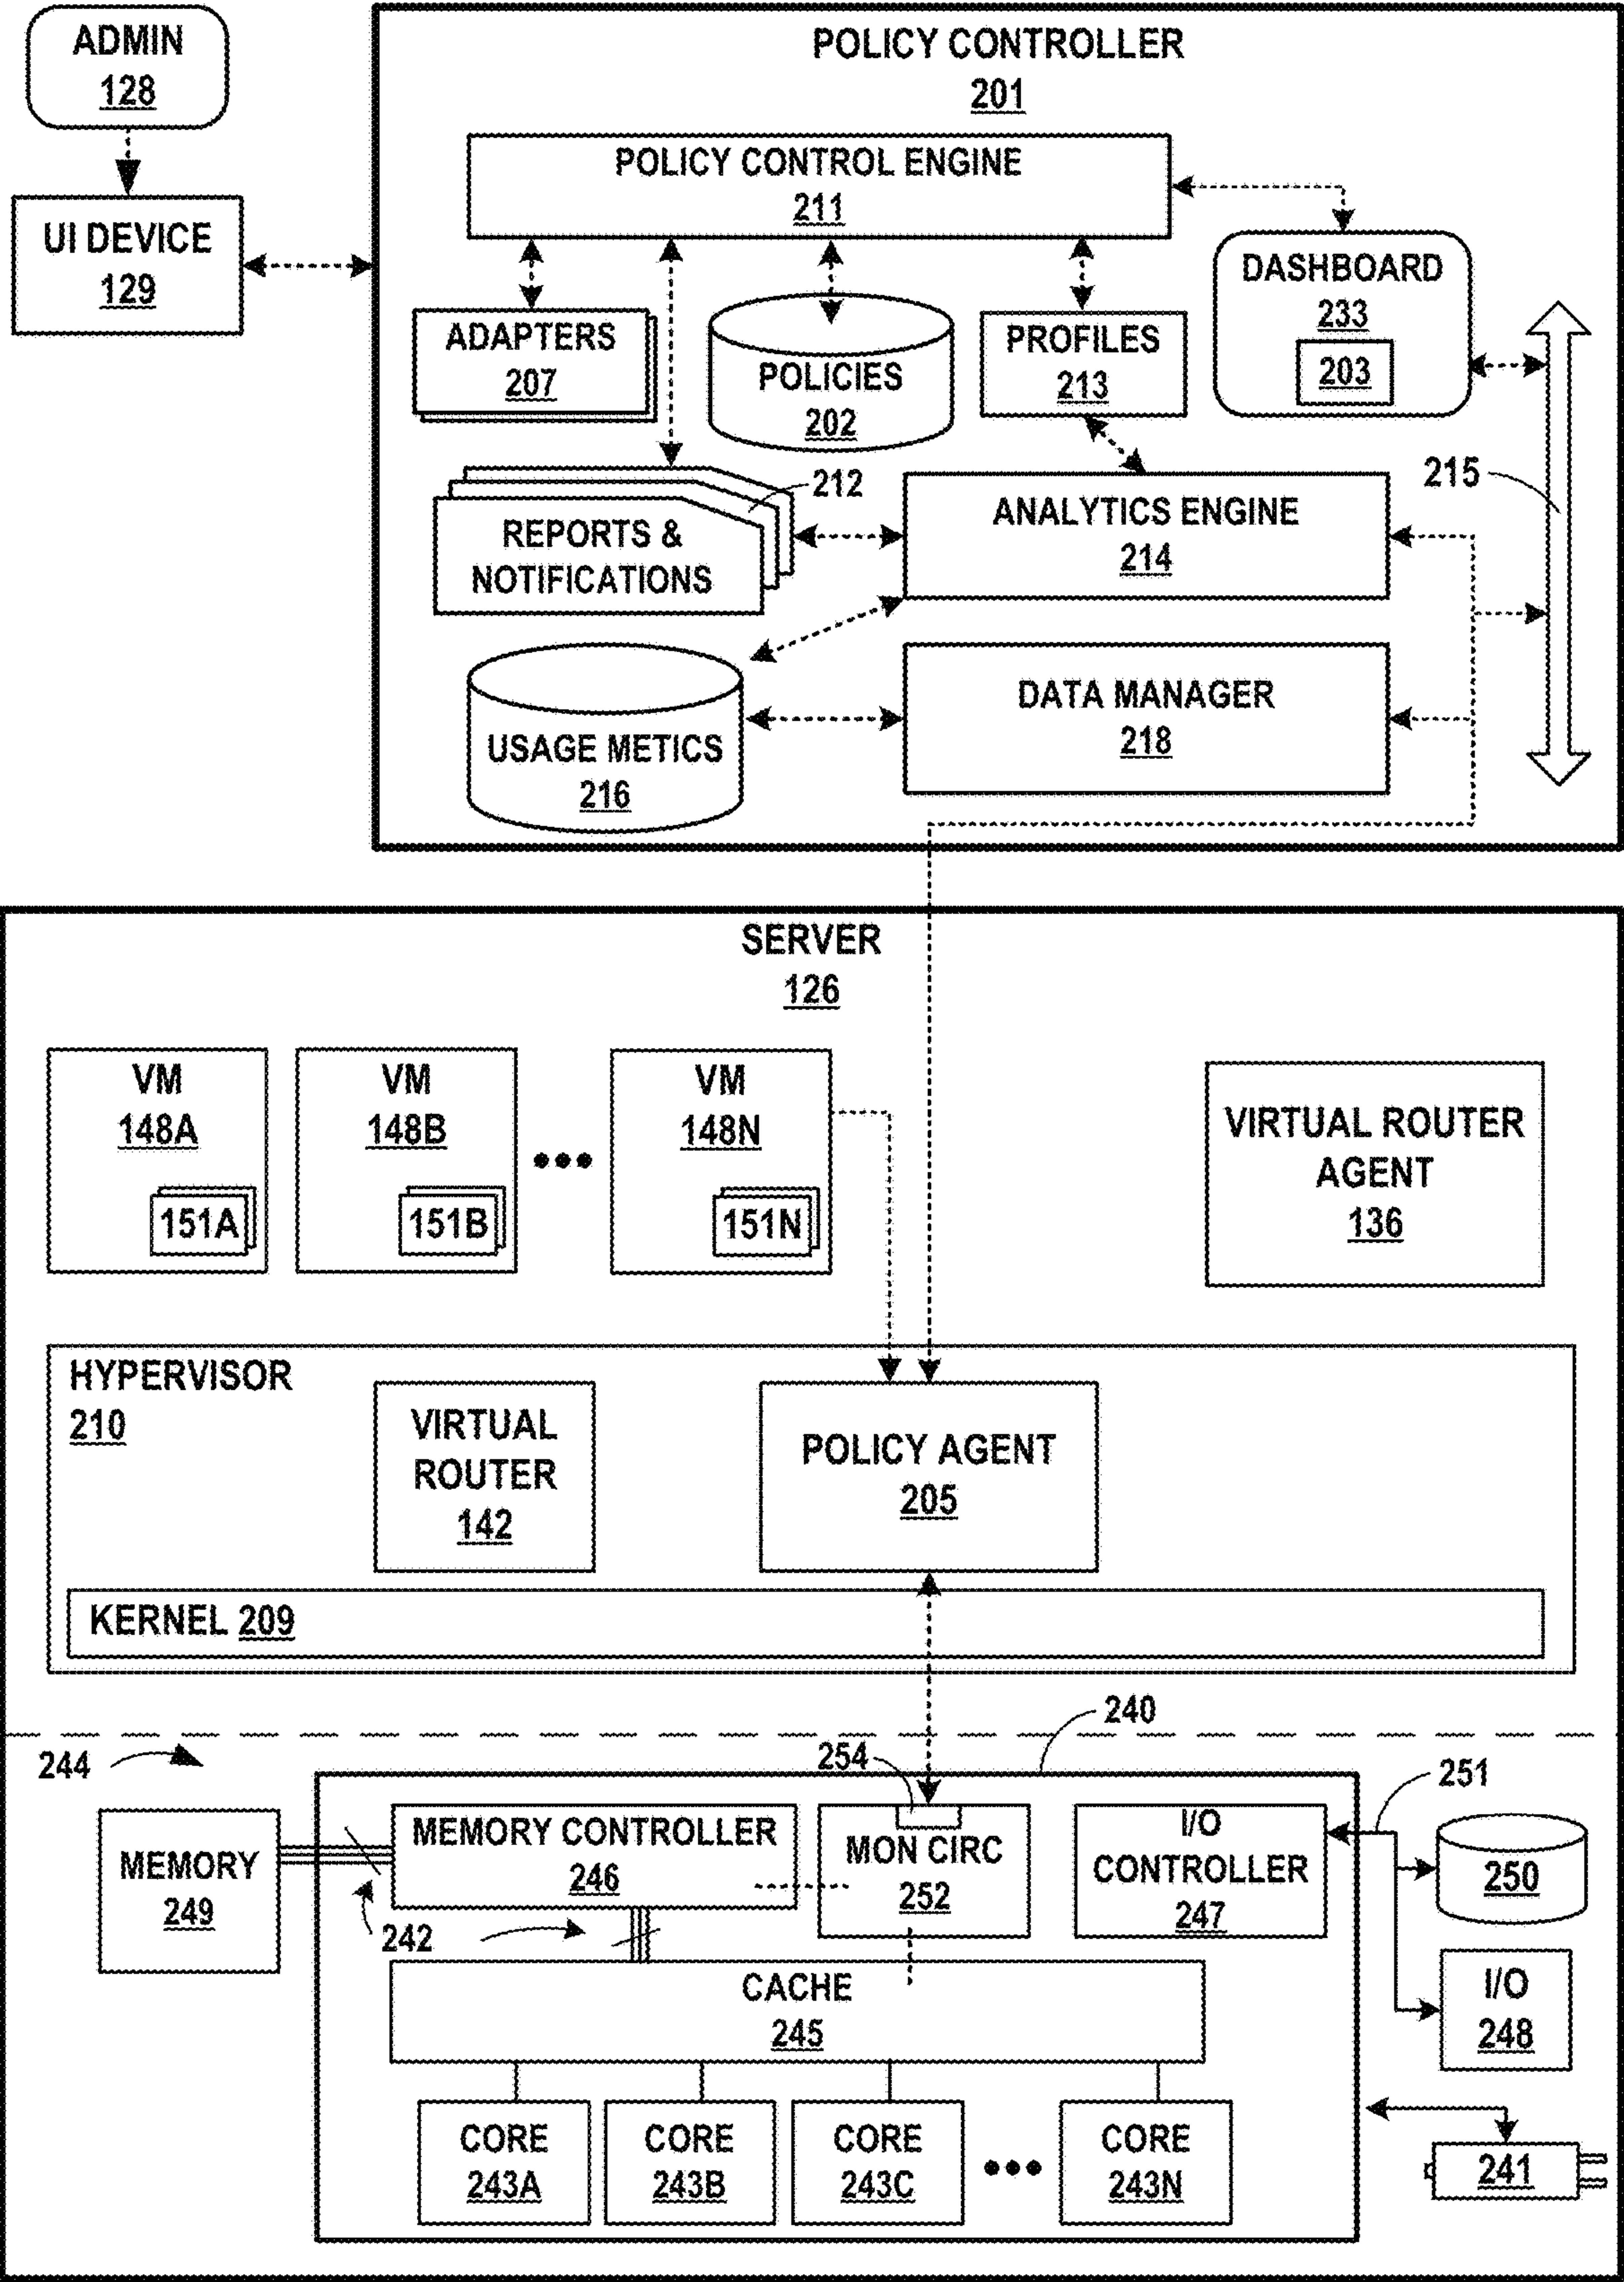 ADMIN
128
UI DEVICE
129
POLICY CONTROLLER
201
POLICY CONTROL ENGINE
211
ADAPTERS
207
POLICIES
202
PROFILES
213
DASHBOARD
233
203
215
212
REPORTS &
NOTIFICATIONS
ANALYTICS ENGINE
214
USAGE METICS
216
DATA MANAGER
218
SERVER
126
VM
148A
151A
VM
148B
151B
VM
148N
151N
VIRTUAL ROUTER
AGENT
136
HYPERVISOR
210
VIRTUAL
ROUTER
142
POLICY AGENT
205
KERNEL 209
240
244
254
251
MEMORY
249
MEMORY CONTROLLER
246
MON CIRC
252
I/O
CONTROLLER
247
250
242
CACHE
245
I/O
248
CORE
243A
CORE
243B
CORE
243C
CORE
243N
241